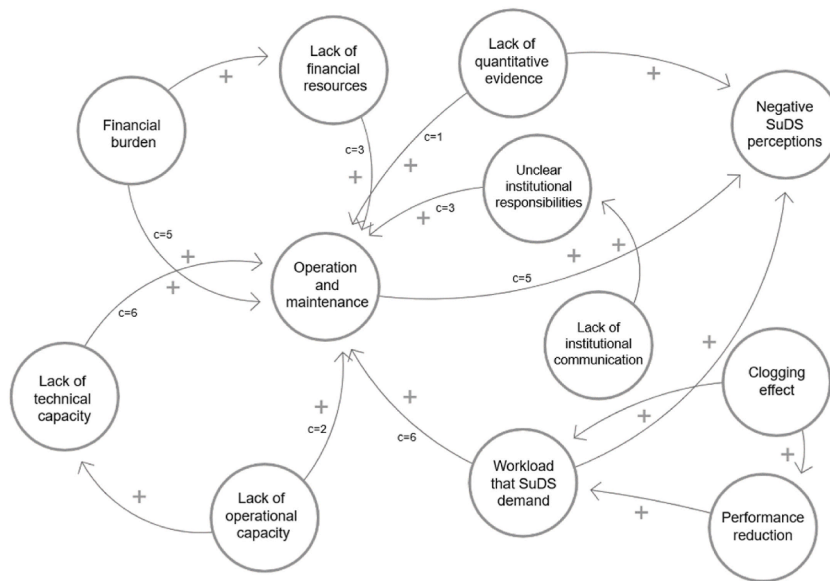 Lack of
financial
resources
Lack of
quantitative
evidence
Negative
SuDS
perceptions
Financial
burden
+
+
c=3
c=1
+
+
Unclear
institutional
responsibilities
c=3
+
c=5
+
+
c=6
Operation
and
maintenance
+
+
c=5
Lack of
institutional
communication
Lack of
technical
capacity
+
Clogging
effect
+
c=2
+
c=6
+
Workload
that SuDS
demand
+
+
Lack of
operational
capacity
+
Performance
reduction